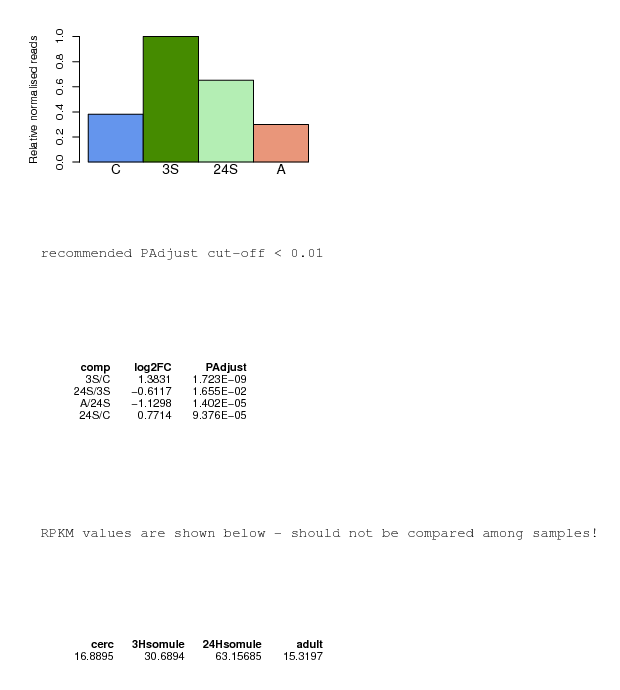 Relative normalised reads
1.0
0.8
0.6
0.4
0.2
0.0
C 3S 24S A
recommended PAdjust cut-off < 0.01
comp log2FC PAdjust
3S/C 1.3831 1.723E-09
24S/3S -0.6117 1.655E-02
A/24S -1.1298 1.402E-05
24S/C 0.7714 9.376E-05
RPKM values are shown below - should not be compared among samples!
cerc 3Hsomule 24Hsomule adult
16.8895 30.6894 63.15685 15.3197